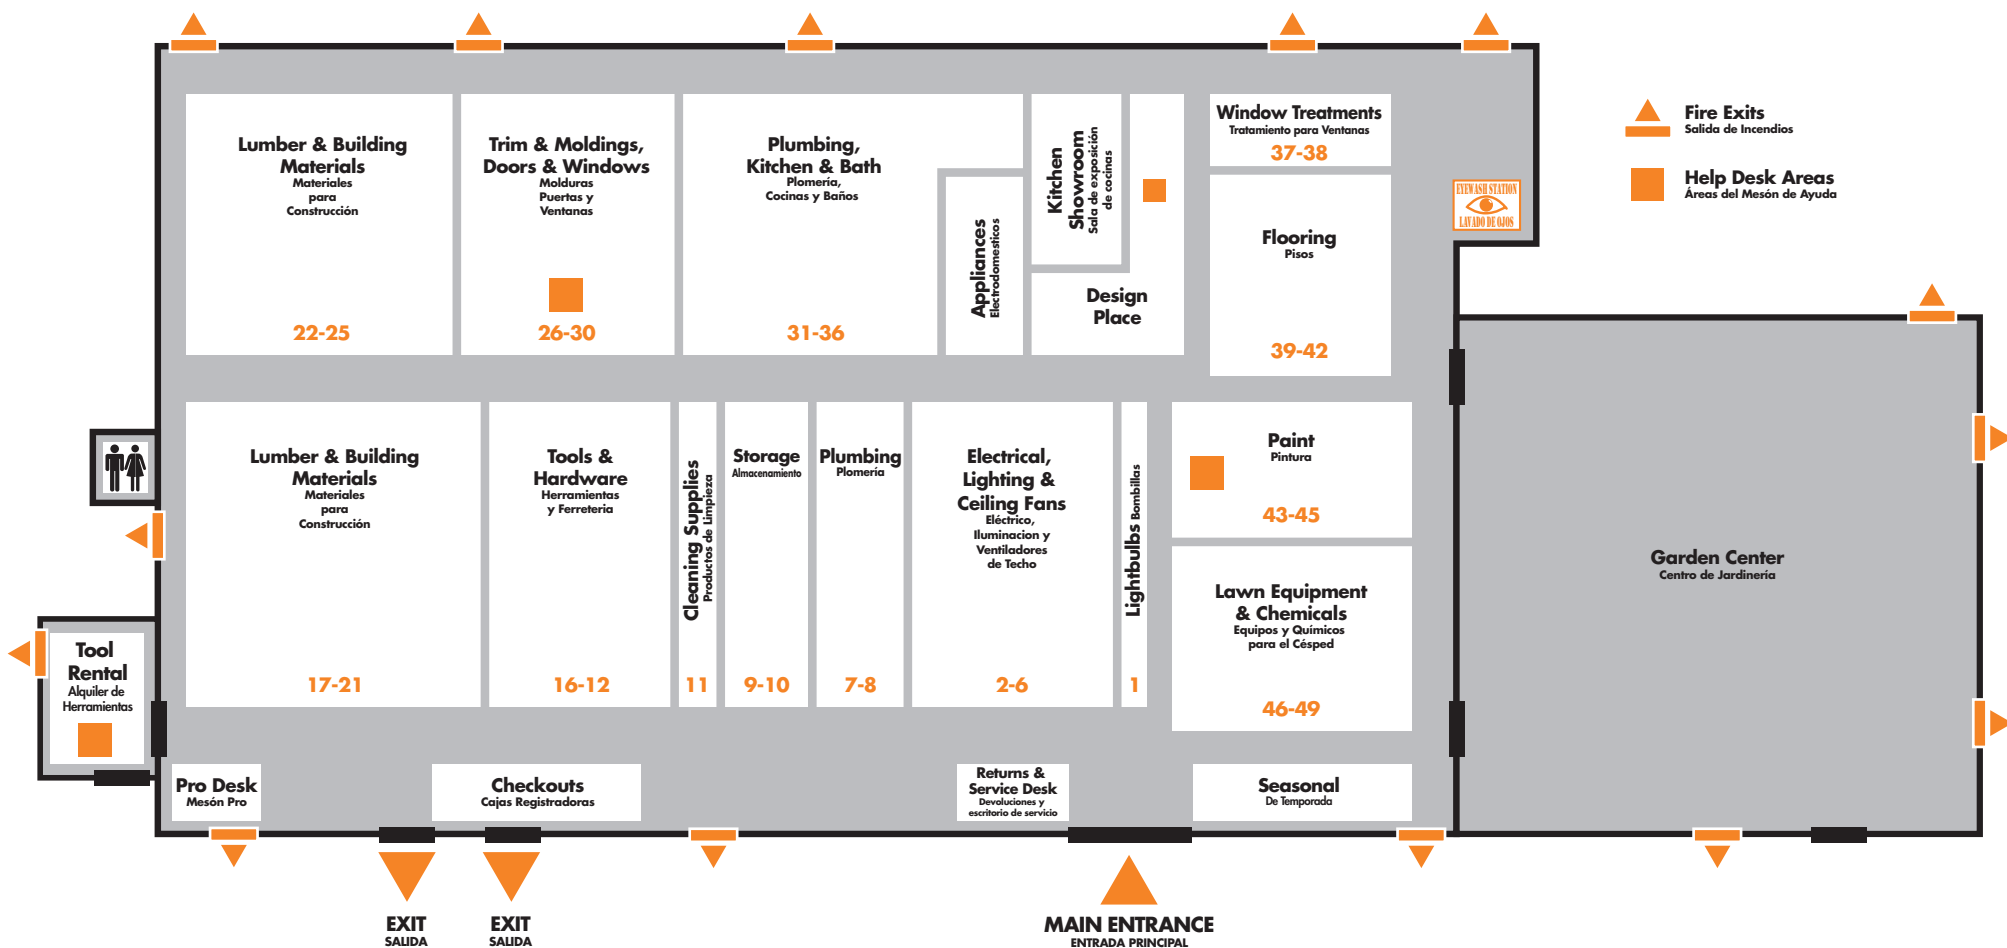 Fire Exits
Salida de Incendios
Help Desk Areas
Áreas del Mesón de Ayuda
Lumber & Building
Materials
Materiales
para
Construcción
22-25
Trim & Moldings,
Doors & Windows
Molduras
Puertas y
Ventanas
26-30
Plumbing,
Kitchen & Bath
Plomería,
Cocinas y Baños
31-36
Appliances
Electrodomesticos
Kitchen
Showroom
Sala de exposición
de cocinas
Design
Place
Window Treatments
Tratamiento para Ventanas
37-38
Flooring
Pisos
39-42
EYEWASH STATION
LAVADO DE OJOS
Lumber & Building
Materials
Materiales
para
Construcción
17-21
Tools &
Hardware
Herramientas
y Ferreteria
16-12
Cleaning Supplies
Productos de Limpieza
11
Storage
Almacenamiento
9-10
Plumbing
Plomería
7-8
Electrical,
Lighting &
Ceiling Fans
Eléctrico,
Iluminacion y
Ventiladores
de Techo
2-6
Lightbulbs Bombillas
1
Paint
Pintura
43-45
Lawn Equipment
& Chemicals
Equipos y Químicos
para el Césped
46-49
Garden Center
Centro de Jardinería
Tool
Rental
Alquiler de
Herramientas
Pro Desk
Mesón Pro
Checkouts
Cajas Registradoras
Returns &
Service Desk
Devoluciones y
escritorio de servicio
Seasonal
De Temporada
EXIT
SALIDA
EXIT
SALIDA
MAIN ENTRANCE
ENTRADA PRINCIPAL